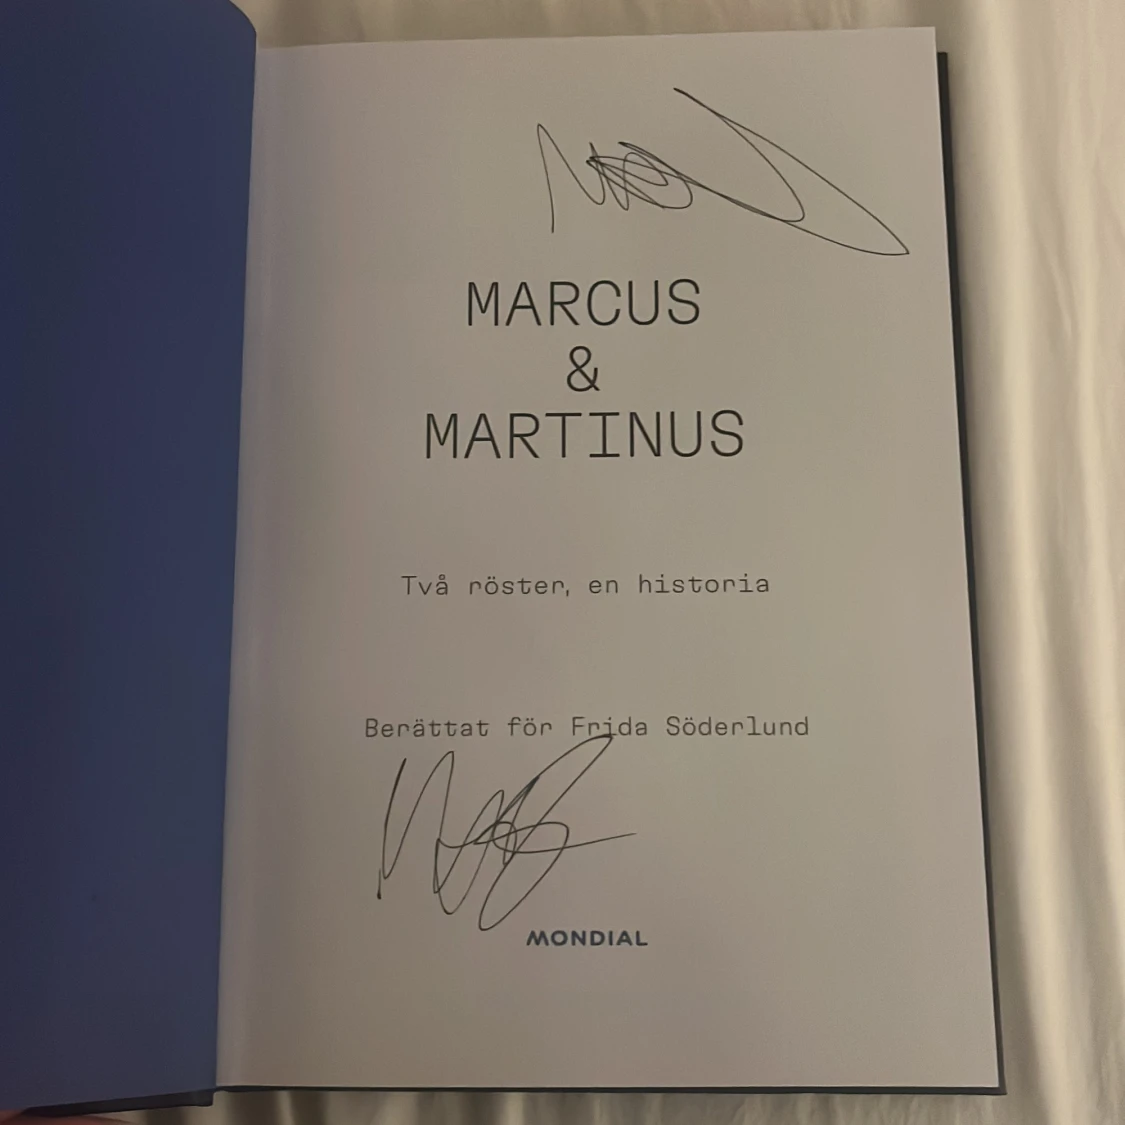 MARCUS
&
MARTINUS
Två röster, en historia
Berättat för Frida Söderlund
MONDIAL